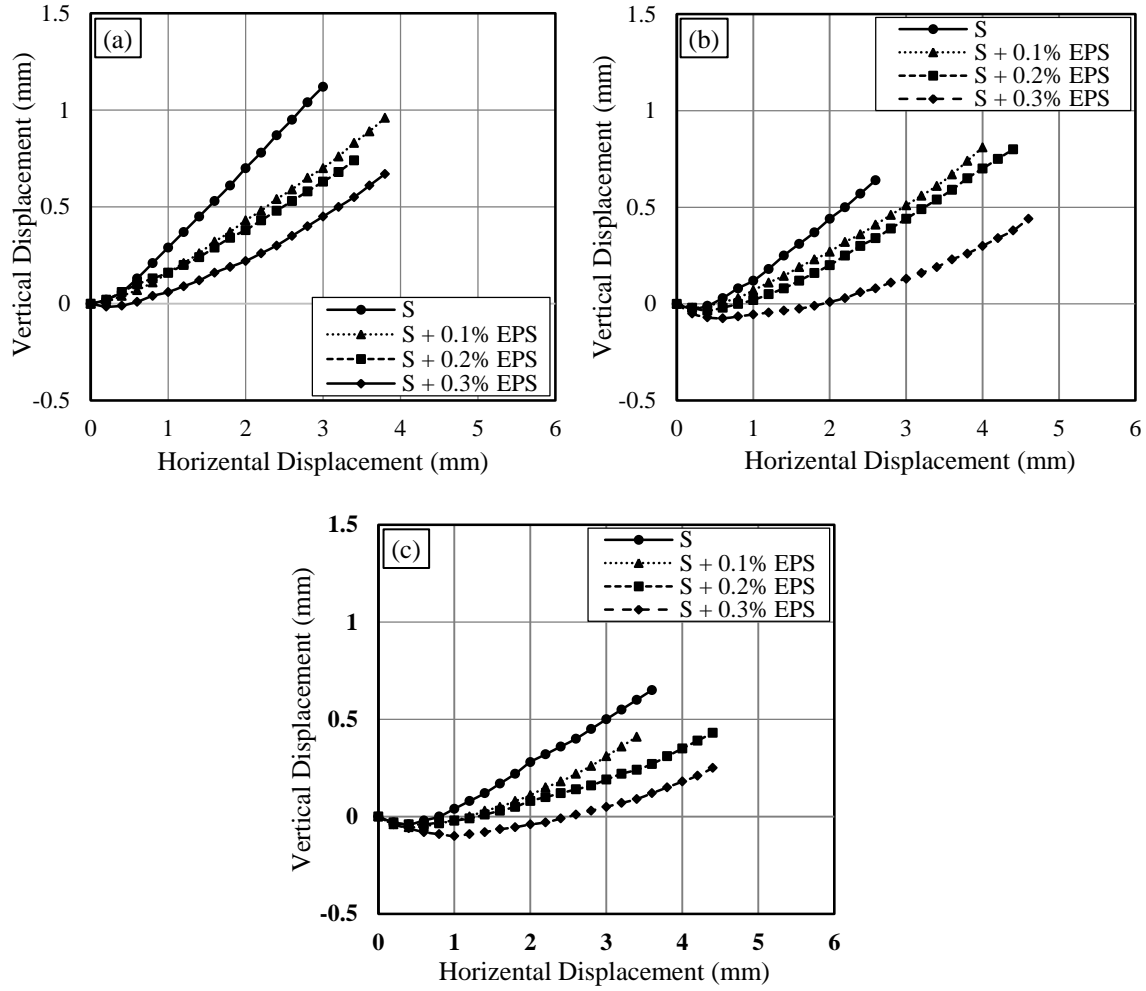 (a)
1.5
1
0.5
0
-0.5
Vertical Displacement (mm)
S
S + 0.1% EPS
S + 0.2% EPS
S + 0.3% EPS
0 1 2 3 4 5 6
Horizental Displacement (mm)
(b)
1.5
1
0.5
0
-0.5
Vertical Displacement (mm)
S
S + 0.1% EPS
S + 0.2% EPS
S + 0.3% EPS
0 1 2 3 4 5 6
Horizental Displacement (mm)
(c)
1.5
1
0.5
0
-0.5
Vertical Displacement (mm)
S
S + 0.1% EPS
S + 0.2% EPS
S + 0.3% EPS
0 1 2 3 4 5 6
Horizental Displacement (mm)